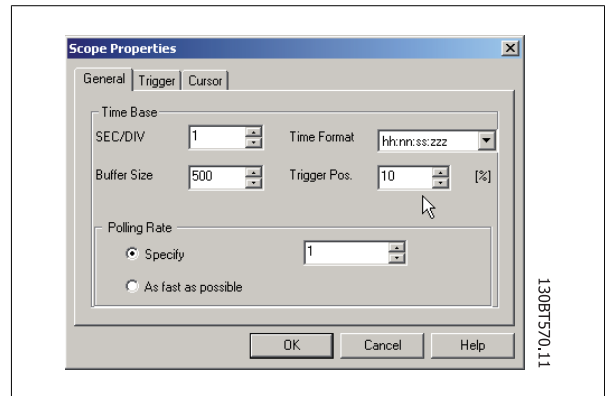 Scope Properties
General Trigger Cursor
Time Base
SEC/DIV 1 Time Format hh:nn:ss:zzz
Buffer Size 500 Trigger Pos. 10 [%]
Polling Rate
Specify 1
As fast as possible
OK Cancel Help
130BT570.11